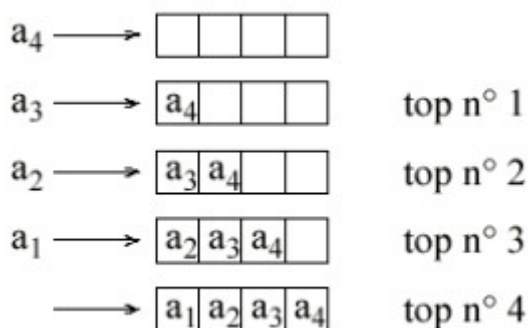 a₄
a₃ a₄ top n° 1
a₂ a₃ a₄ top n° 2
a₁ a₂ a₃ a₄ top n° 3
a₁ a₂ a₃ a₄ top n° 4